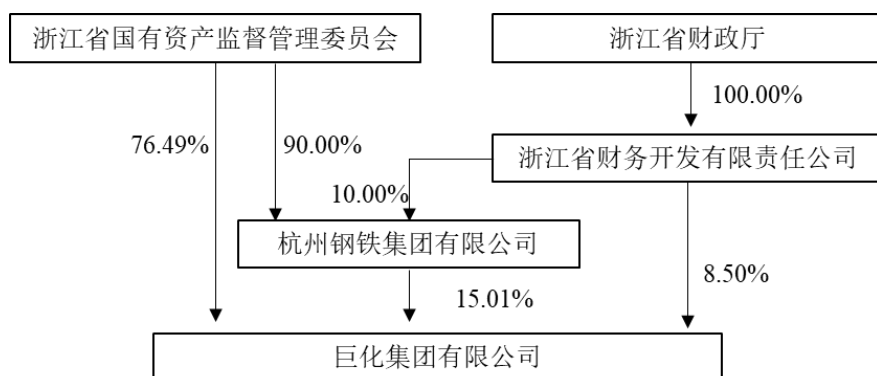 浙江省国有资产监督管理委员会
浙江省财政厅
100.00%
76.49%
90.00%
浙江省财务开发有限责任公司
10.00%
杭州钢铁集团有限公司
15.01%
8.50%
巨化集团有限公司